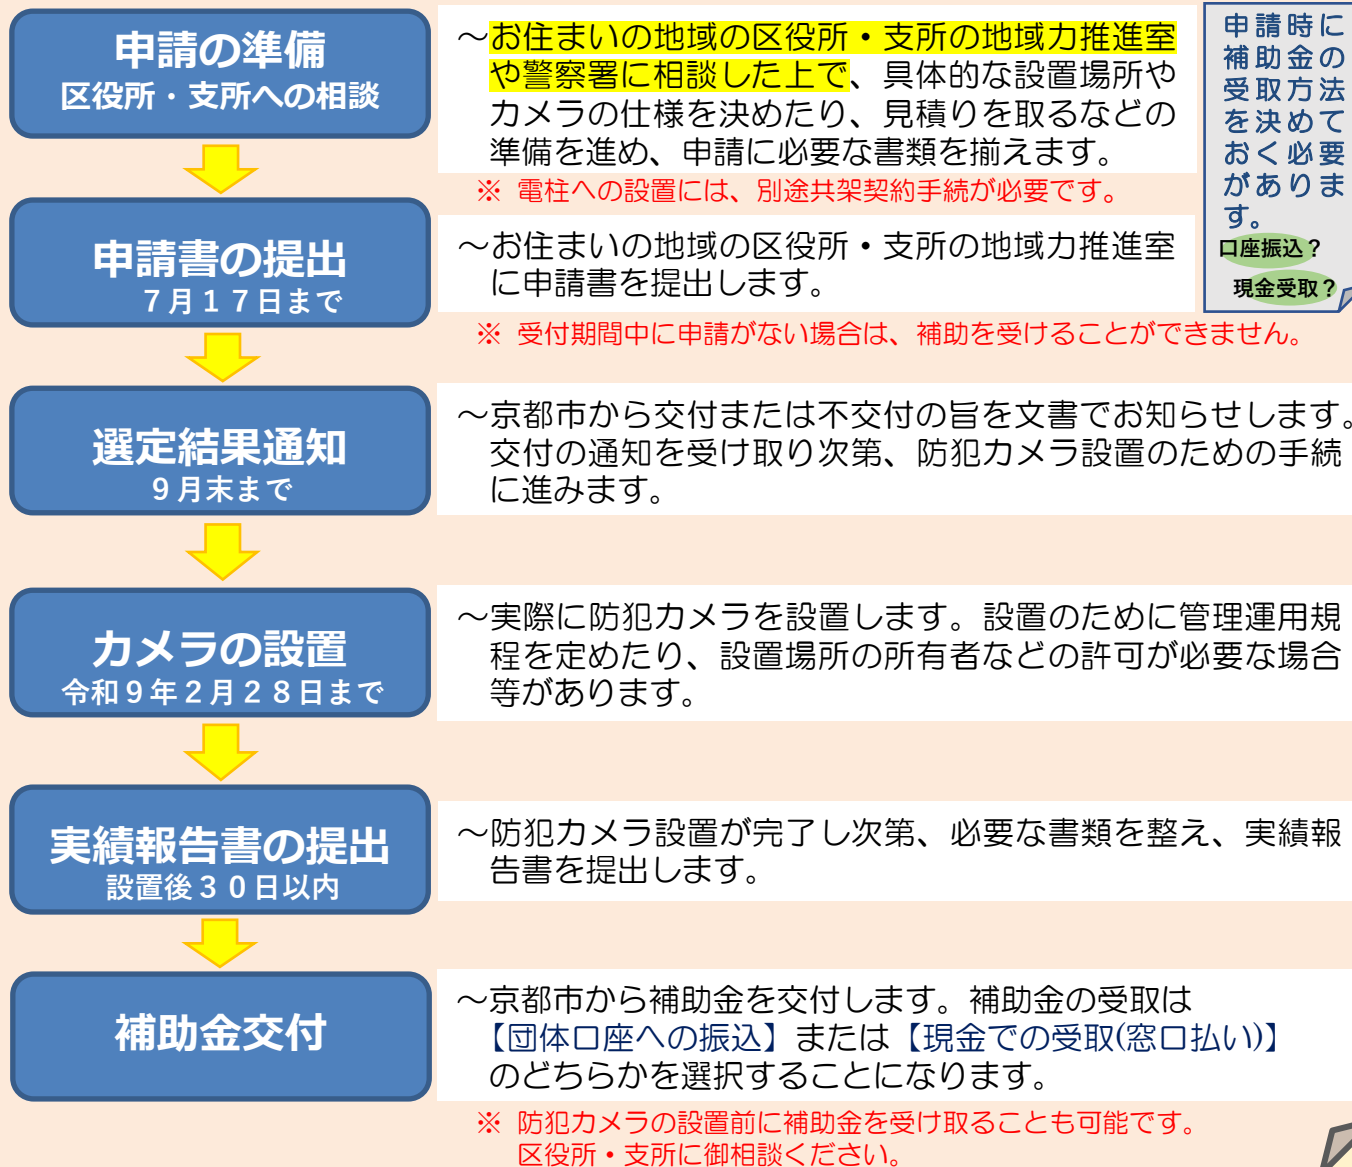 申請の準備
区役所・支所への相談
～お住まいの地域の区役所・支所の地域力推進室
や警察署に相談した上で、具体的な設置場所や
カメラの仕様を決めたり、見積りを取るなどの
準備を進め、申請に必要な書類を揃えます。
※ 電柱への設置には、別途共架契約手続が必要です。
申請時に
補助金の
受取方法
を決めて
おく必要
がありま
す。
口座振込？
現金受取？
申請書の提出
７月１７日まで
～お住まいの地域の区役所・支所の地域力推進室
に申請書を提出します。
※ 受付期間中に申請がない場合は、補助を受けることができません。
選定結果通知
９月末まで
～京都市から交付または不交付の旨を文書でお知らせします。
交付の通知を受け取り次第、防犯カメラ設置のための手続
に進みます。
カメラの設置
令和９年２月２８日まで
～実際に防犯カメラを設置します。設置のために管理運用規
程を定めたり、設置場所の所有者などの許可が必要な場合
等があります。
実績報告書の提出
設置後３０日以内
～防犯カメラ設置が完了し次第、必要な書類を整え、実績報
告書を提出します。
補助金交付
～京都市から補助金を交付します。補助金の受取は
【団体口座への振込】または【現金での受取(窓口払い)】
のどちらかを選択することになります。
※ 防犯カメラの設置前に補助金を受け取ることも可能です。
区役所・支所に御相談ください。